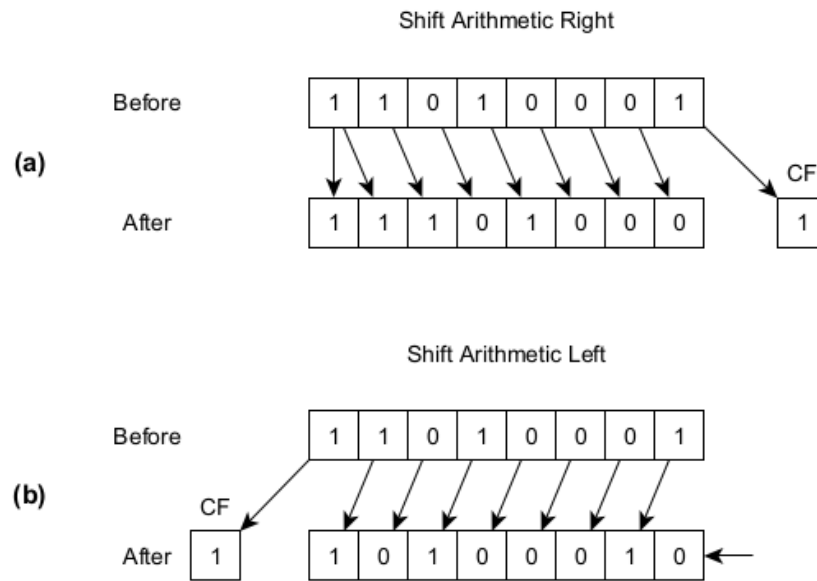 Shift Arithmetic Right
Before 1 1 0 1 0 0 0 1
(a) CF
After 1 1 1 0 1 0 0 0 1
Shift Arithmetic Left
Before 1 1 0 1 0 0 0 1
(b) CF
After 1 1 0 1 0 0 0 1 0